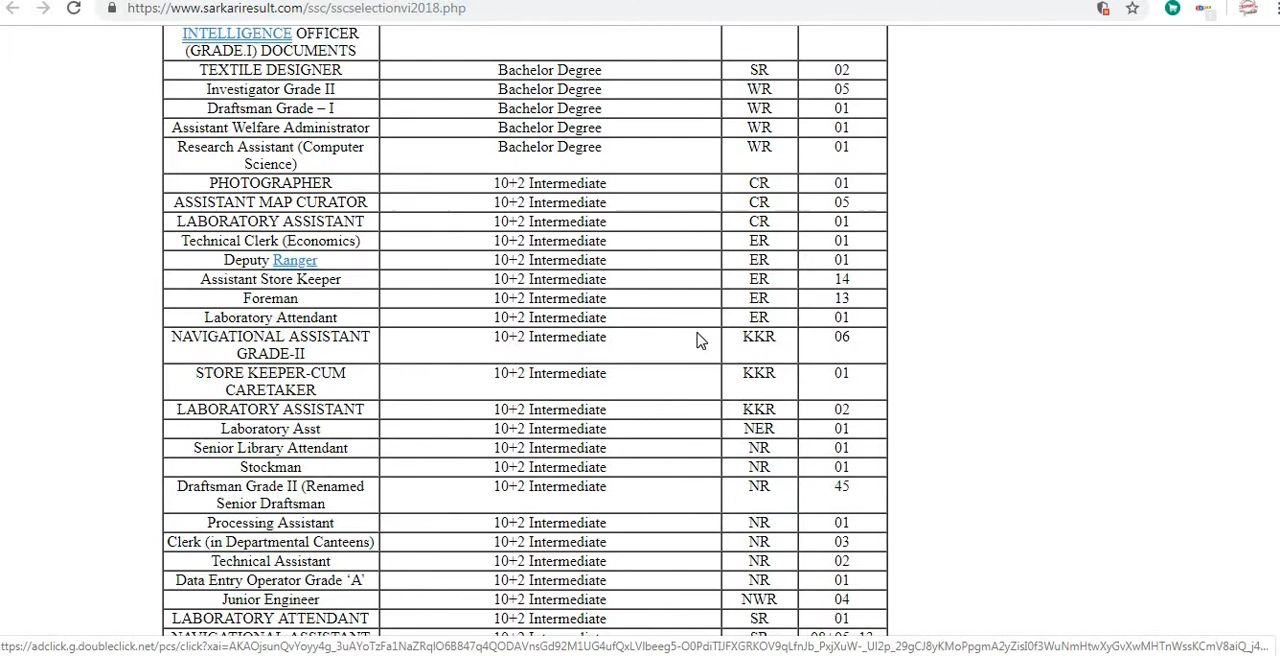 https://www.sarkariresult.com/ssc/sscselectionvi2018.php
INTELLIGENCE OFFICER
(GRADE.I) DOCUMENTS
TEXTILE DESIGNER Bachelor Degree SR 02
Investigator Grade II Bachelor Degree WR 05
Draftsman Grade – I Bachelor Degree WR 01
Assistant Welfare Administrator Bachelor Degree WR 01
Research Assistant (Computer Bachelor Degree WR 01
Science)
PHOTOGRAPHER 10+2 Intermediate CR 01
ASSISTANT MAP CURATOR 10+2 Intermediate CR 05
LABORATORY ASSISTANT 10+2 Intermediate CR 01
Technical Clerk (Economics) 10+2 Intermediate ER 01
Deputy Ranger 10+2 Intermediate ER 01
Assistant Store Keeper 10+2 Intermediate ER 14
Foreman 10+2 Intermediate ER 13
Laboratory Attendant 10+2 Intermediate ER 01
NAVIGATIONAL ASSISTANT 10+2 Intermediate KKR 06
GRADE-II
STORE KEEPER-CUM 10+2 Intermediate KKR 01
CARETAKER
LABORATORY ASSISTANT 10+2 Intermediate KKR 02
Laboratory Asst 10+2 Intermediate NER 01
Senior Library Attendant 10+2 Intermediate NR 01
Stockman 10+2 Intermediate NR 01
Draftsman Grade II (Renamed 10+2 Intermediate NR 45
Senior Draftsman
Processing Assistant 10+2 Intermediate NR 01
Clerk (in Departmental Canteens) 10+2 Intermediate NR 03
Technical Assistant 10+2 Intermediate NR 02
Data Entry Operator Grade ‘A’ 10+2 Intermediate NR 01
Junior Engineer 10+2 Intermediate NWR 04
LABORATORY ATTENDANT 10+2 Intermediate SR 01
NAVIGATIONAL ASSISTANT 10+2 Intermediate SR